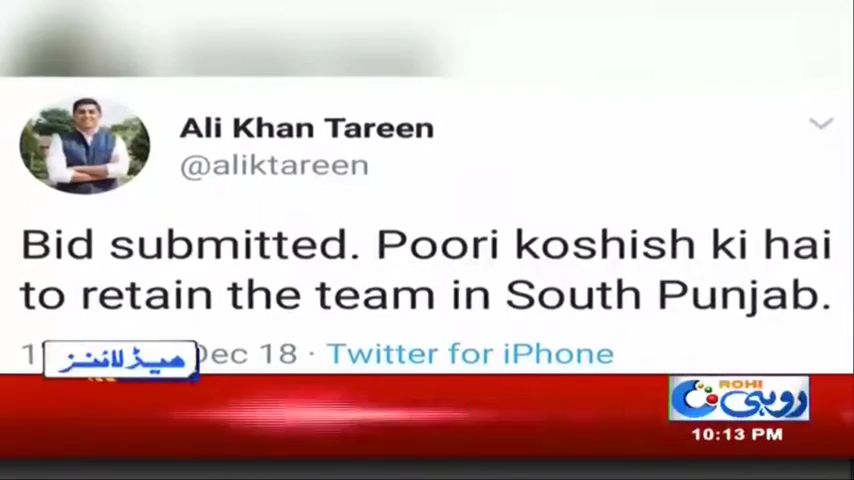 Ali Khan Tareen
@aliktareen
Bid submitted. Poori koshish ki hai
to retain the team in South Punjab.
Dec 18 · Twitter for iPhone
ہیڈلائنز
ROHI
روہی
10:13 PM